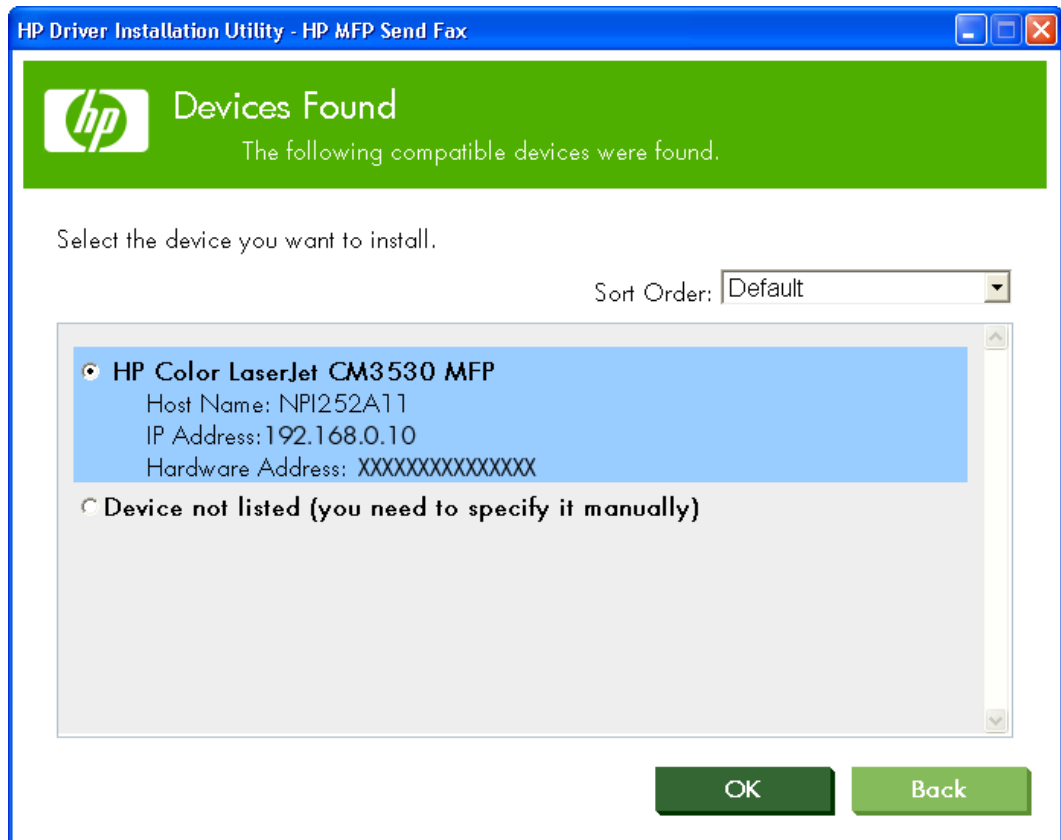 HP Driver Installation Utility - HP MFP Send Fax
hp
Devices Found
The following compatible devices were found.
Select the device you want to install.
Sort Order: Default
HP Color LaserJet CM3530 MFP
Host Name: NPI252A11
IP Address: 192.168.0.10
Hardware Address: XXXXXXXXXXXXXXX
Device not listed (you need to specify it manually)
OK Back